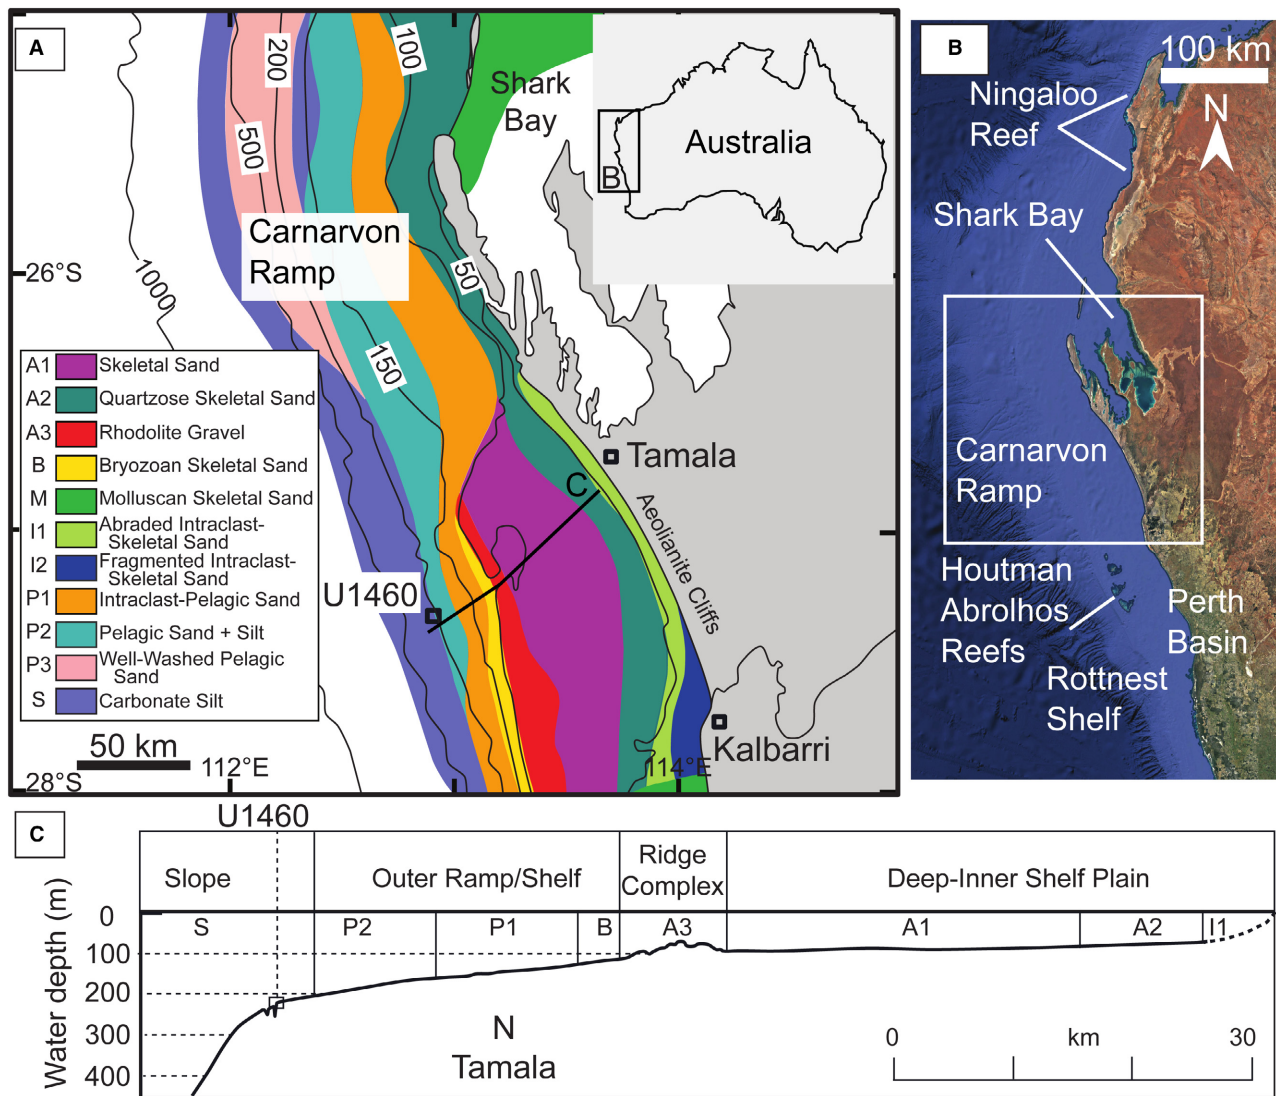 A
200
100
500
Shark
Bay
Australia
B
Carnarvon
Ramp
50
26°S
1000
150
A1 Skeletal Sand
A2 Quartzose Skeletal Sand
A3 Rhodolite Gravel
B Bryozoan Skeletal Sand
M Molluscan Skeletal Sand
I1 Abraded Intraclast-
Skeletal Sand
I2 Fragmented Intraclast-
Skeletal Sand
P1 Intraclast-Pelagic Sand
P2 Pelagic Sand + Silt
P3 Well-Washed Pelagic
Sand
S Carbonate Silt
Tamala
C
Aeolianite Cliffs
U1460
Kalbarri
50 km
112°E
114°E
28°S
B
100 km
N
Ningaloo
Reef
Shark Bay
Carnarvon
Ramp
Houtman
Abrolhos
Reefs
Perth
Basin
Rottnest
Shelf
C
U1460
Slope
Outer Ramp/Shelf
Ridge
Complex
Deep-Inner Shelf Plain
S P2 P1 B A3 A1 A2 I1
Water depth (m)
0
100
200
300
400
N
Tamala
0 km 30